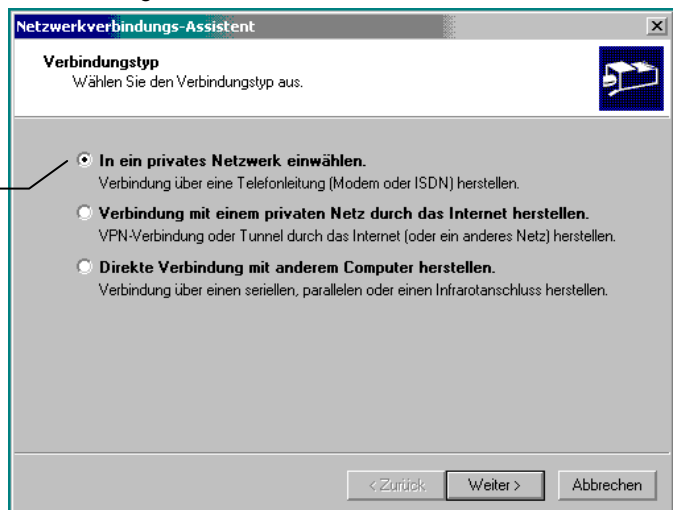 Netzwerkverbindungs-Assistent
Verbindungstyp
Wählen Sie den Verbindungstyp aus.
In ein privates Netzwerk einwählen.
Verbindung über eine Telefonleitung (Modem oder ISDN) herstellen.
Verbindung mit einem privaten Netz durch das Internet herstellen.
VPN-Verbindung oder Tunnel durch das Internet (oder ein anderes Netz) herstellen.
Direkte Verbindung mit anderem Computer herstellen.
Verbindung über einen seriellen, parallelen oder einen Infrarotanschluss herstellen.
< Zurück Weiter > Abbrechen